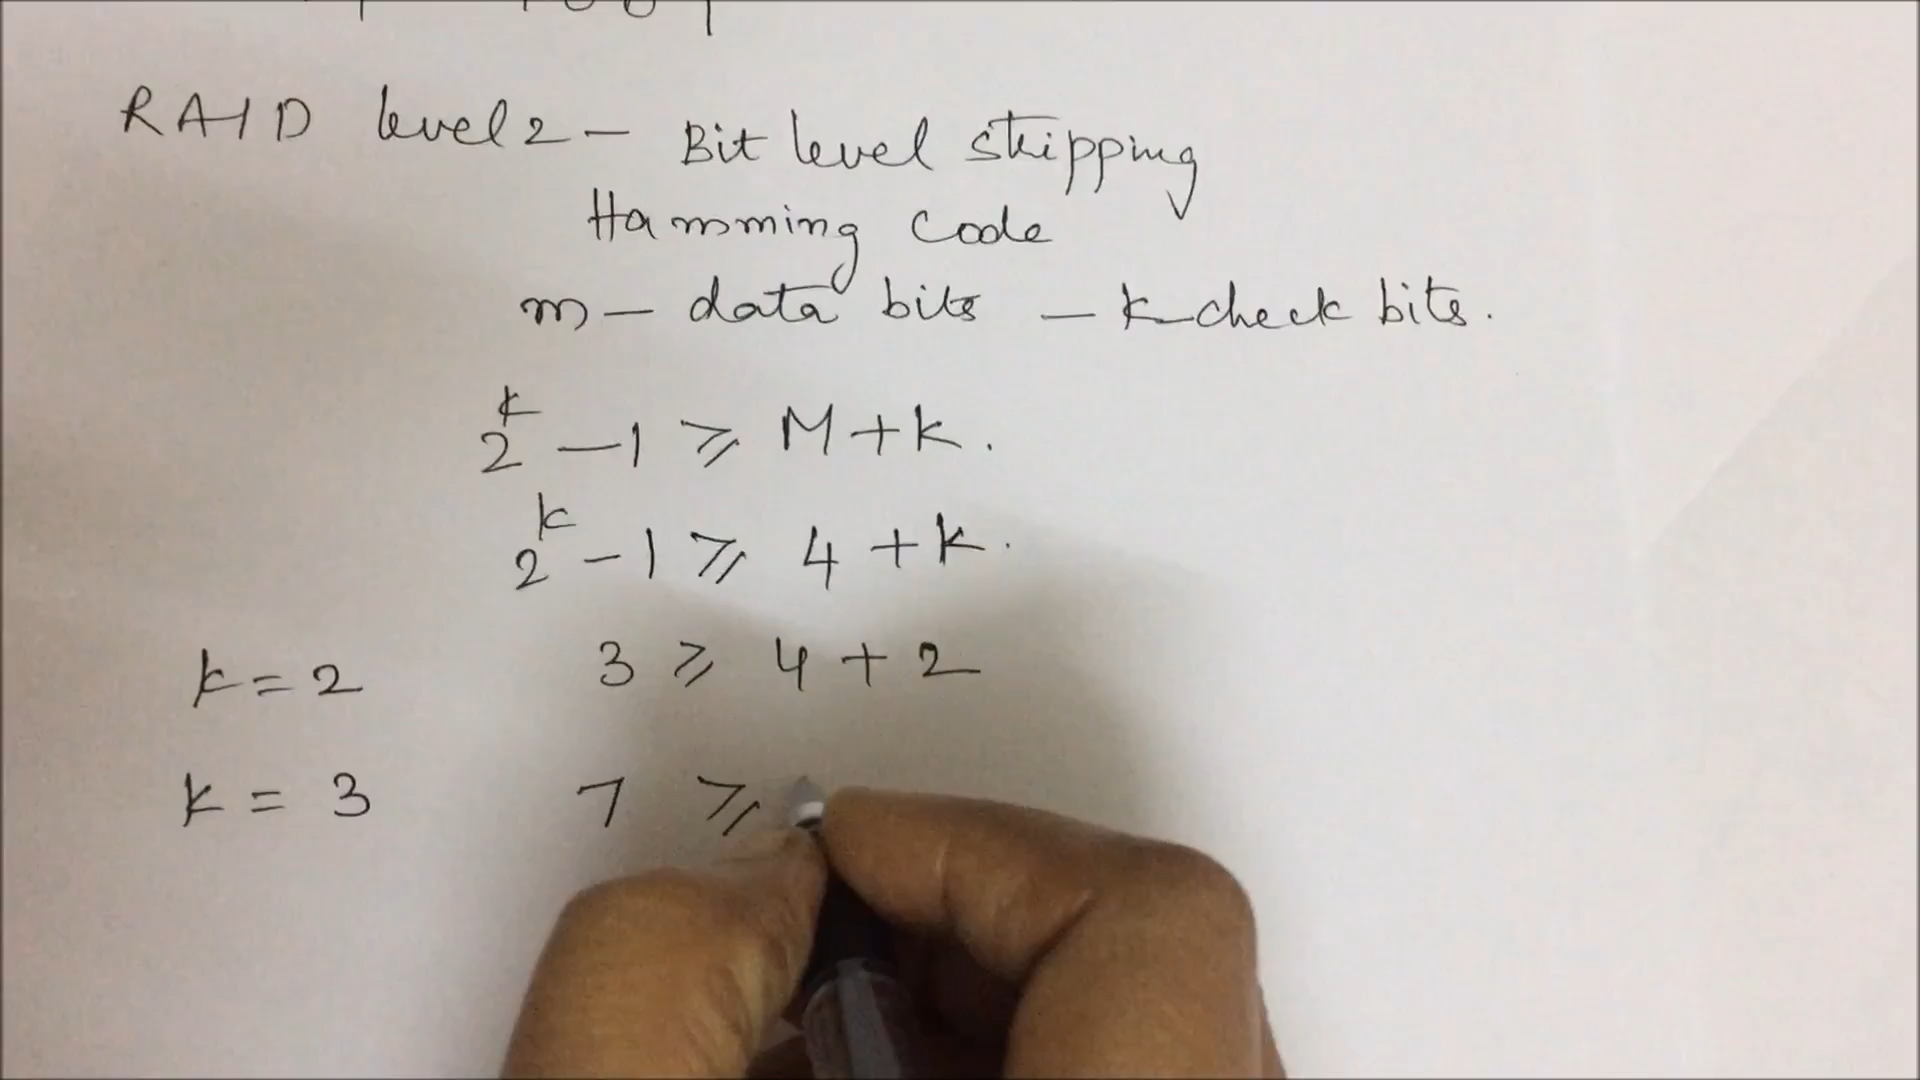 RAID level 2 - Bit level stripping
Hamming Code
m - data bits - k check bits.
2^k - 1 ≥ M + k.
2^k - 1 ≥ 4 + k.
k = 2 3 ≥ 4 + 2
k = 3 7 ≥